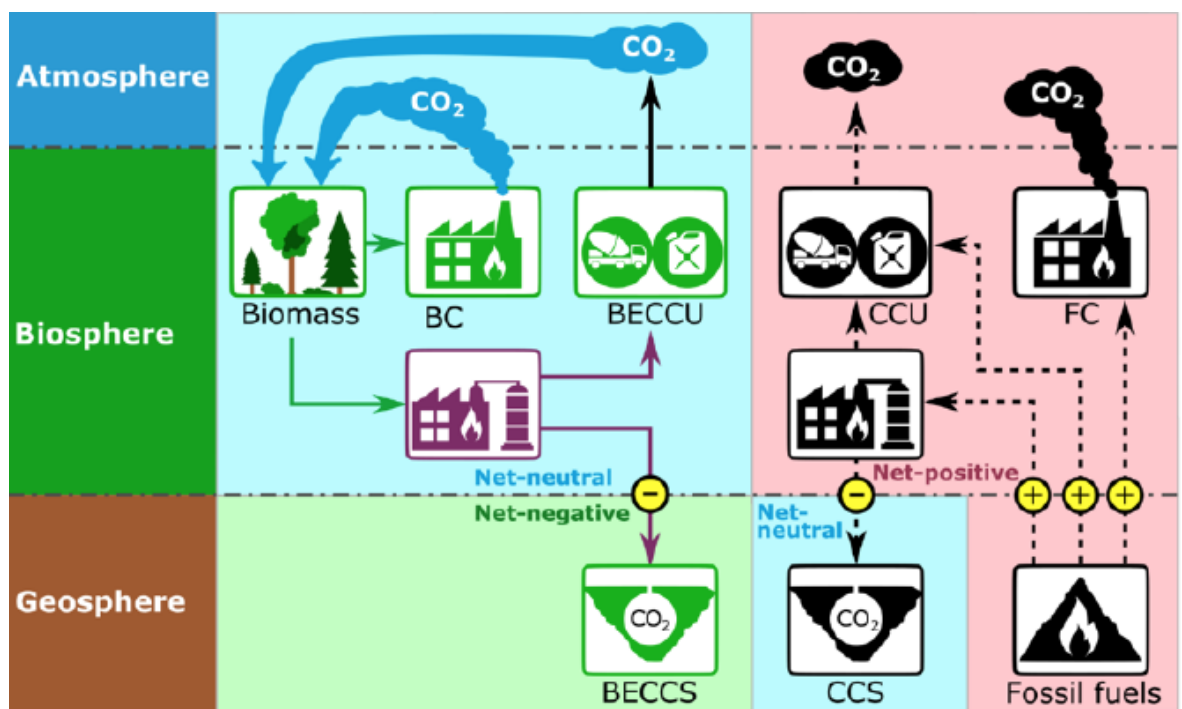 Atmosphere
CO2
CO2
CO2
CO2
Biosphere
Biomass
BC
BECCU
CCU
FC
Net-neutral
Net-positive
−
−
+
+
+
Net-negative
Net-
neutral
Geosphere
CO2
CO2
BECCS
CCS
Fossil fuels